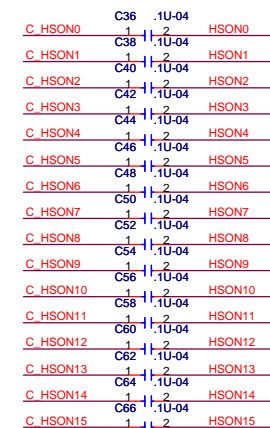 C36 .1U-04
C_HSON0 1 2 HSON0
C38 .1U-04
C_HSON1 1 2 HSON1
C40 .1U-04
C_HSON2 1 2 HSON2
C42 .1U-04
C_HSON3 1 2 HSON3
C44 .1U-04
C_HSON4 1 2 HSON4
C46 .1U-04
C_HSON5 1 2 HSON5
C48 .1U-04
C_HSON6 1 2 HSON6
C50 .1U-04
C_HSON7 1 2 HSON7
C52 .1U-04
C_HSON8 1 2 HSON8
C54 .1U-04
C_HSON9 1 2 HSON9
C56 .1U-04
C_HSON10 1 2 HSON10
C58 .1U-04
C_HSON11 1 2 HSON11
C60 .1U-04
C_HSON12 1 2 HSON12
C62 .1U-04
C_HSON13 1 2 HSON13
C64 .1U-04
C_HSON14 1 2 HSON14
C66 .1U-04
C_HSON15 1 2 HSON15